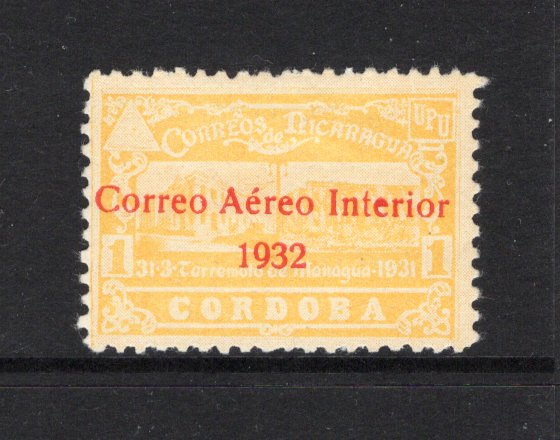 CORREOS de NICARAGUA UPU
Correo Aéreo Interior
1932
1 31-3-Terremoto de Managua-1931 1
CORDOBA